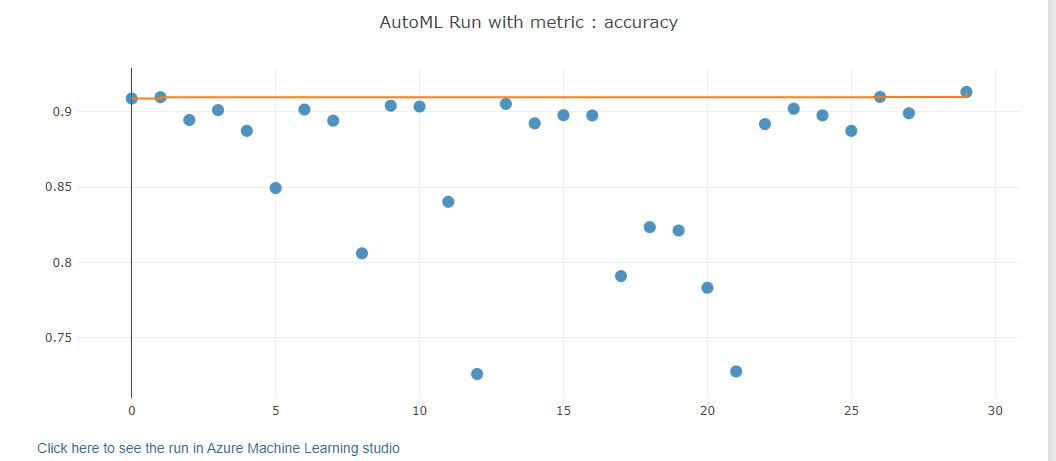 AutoML Run with metric : accuracy
0.9
0.85
0.8
0.75
0 5 10 15 20 25 30
Click here to see the run in Azure Machine Learning studio